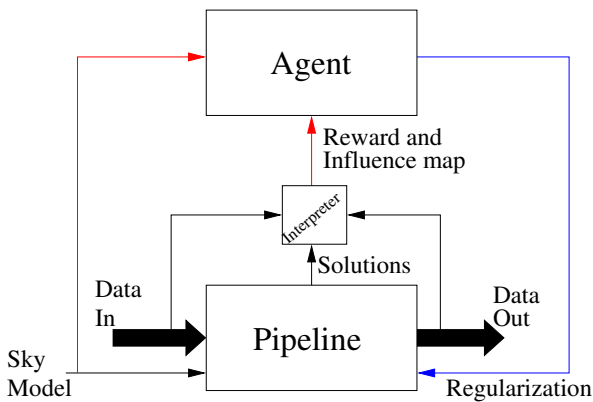 Agent
Reward and
Influence map
Interpreter
Solutions
Data
In
Pipeline
Data
Out
Sky
Model
Regularization